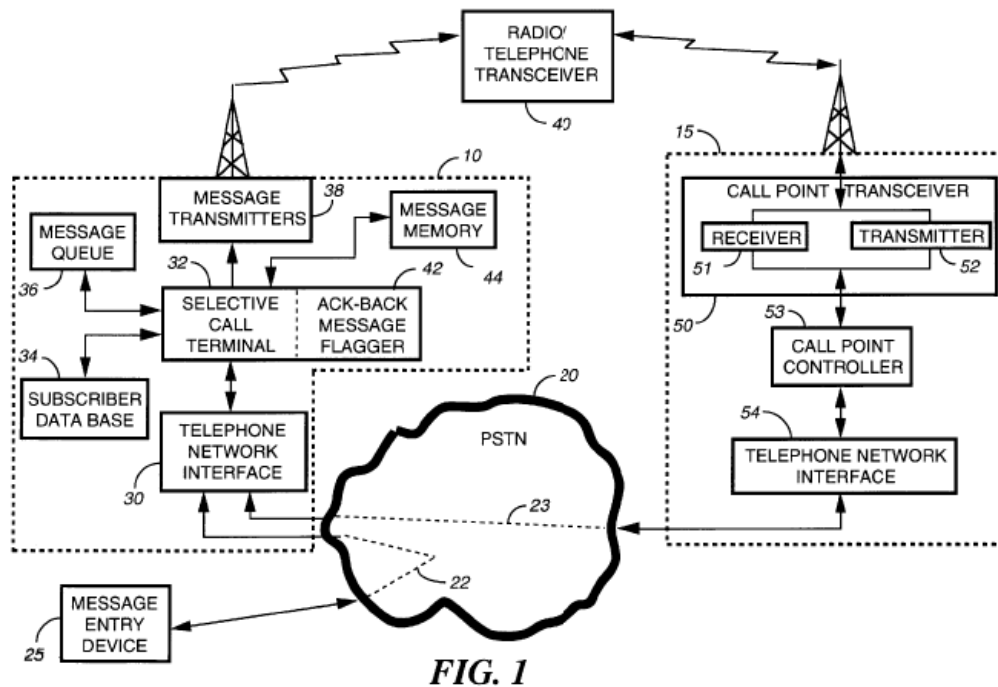 RADIO/
TELEPHONE
TRANSCEIVER
40
10
15
MESSAGE
TRANSMITTERS
38
MESSAGE
MEMORY
44
MESSAGE
QUEUE
36
32
42
SELECTIVE
CALL
TERMINAL
ACK-BACK
MESSAGE
FLAGGER
34
SUBSCRIBER
DATA BASE
TELEPHONE
NETWORK
INTERFACE
30
CALL POINT TRANSCEIVER
RECEIVER
51
TRANSMITTER
52
50
53
CALL POINT
CONTROLLER
54
TELEPHONE NETWORK
INTERFACE
20
PSTN
23
22
MESSAGE
ENTRY
DEVICE
25
FIG. 1